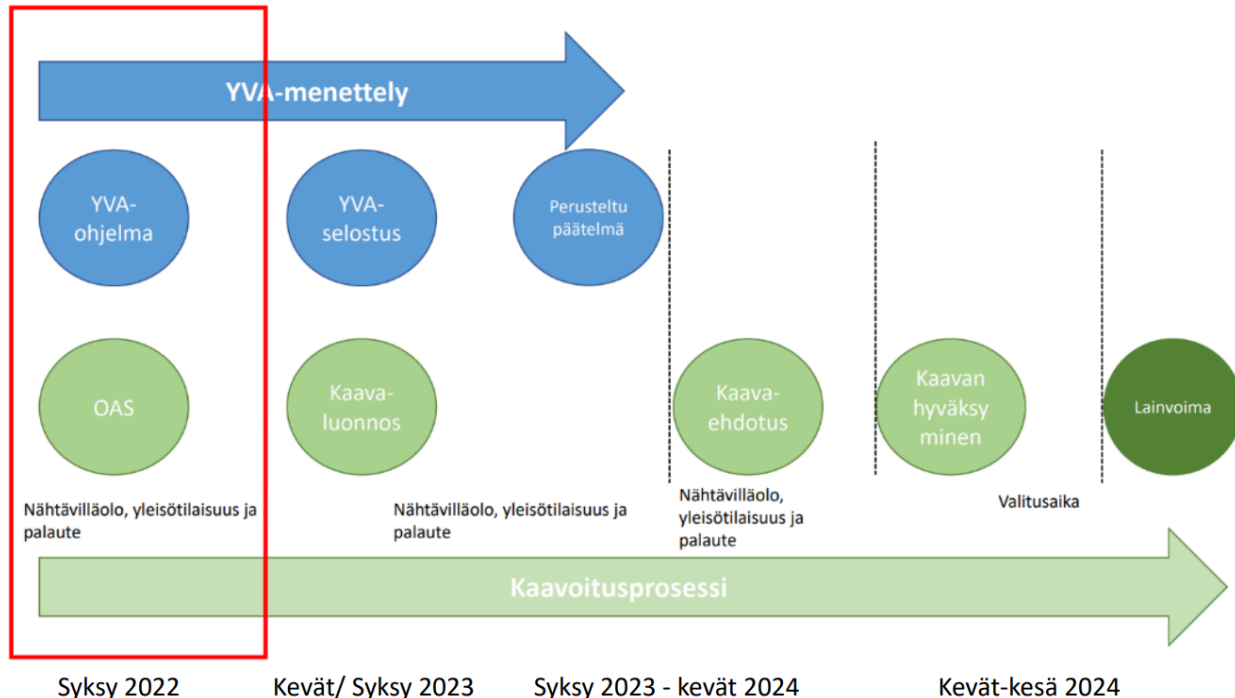 YVA-menettely
YVA-
ohjelma
YVA-
selostus
Perusteltu
päätelmä
OAS
Kaava-
luonnos
Kaava-
ehdotus
Kaavan
hyväksy
minen
Lainvoima
Nähtävilläolo, yleisötilaisuus ja
palaute
Nähtävilläolo, yleisötilaisuus ja
palaute
Nähtävilläolo,
yleisötilaisuus ja
palaute
Valitusaika
Kaavoitusprosessi
Syksy 2022
Kevät/ Syksy 2023
Syksy 2023 - kevät 2024
Kevät-kesä 2024